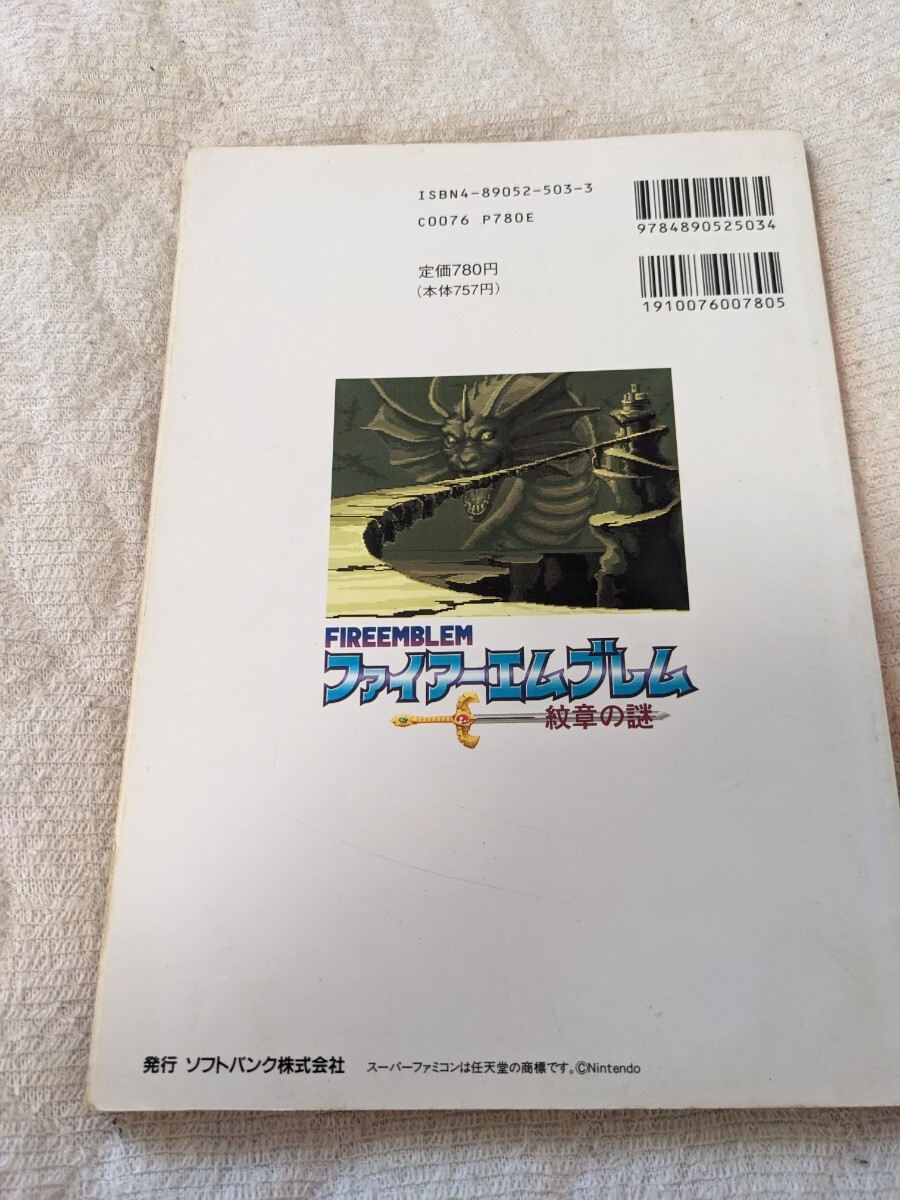 ISBN4-89052-503-3
C0076 P780E
9784890525034
定価780円
(本体757円)
1910076007805
FIREEMBLEM
ファイアーエムブレム
紋章の謎
発行 ソフトバンク株式会社 スーパーファミコンは任天堂の商標です。©Nintendo